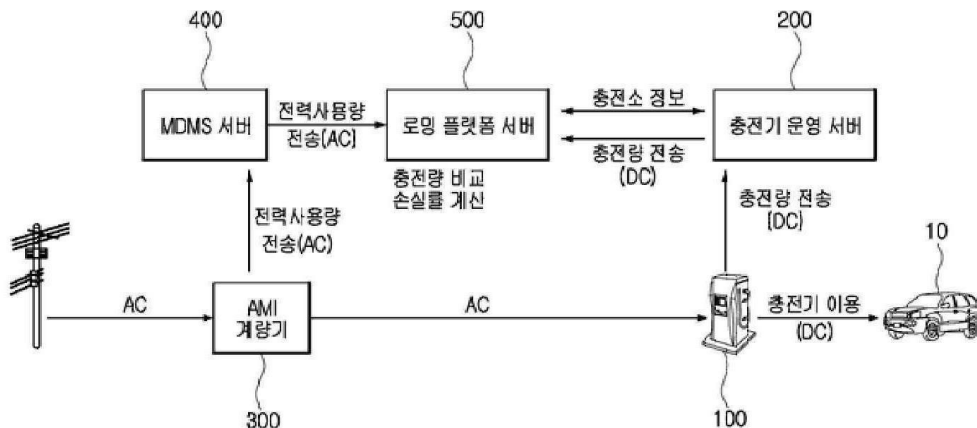 400
500
200
MDMS 서버
전력사용량
전송(AC)
로밍 플랫폼 서버
충전소 정보
충전량 전송
(DC)
충전기 운영 서버
충전량 비교
손실률 계산
전력사용량
전송(AC)
충전량 전송
(DC)
10
AC
AMI
계량기
AC
충전기 이용
(DC)
300
100